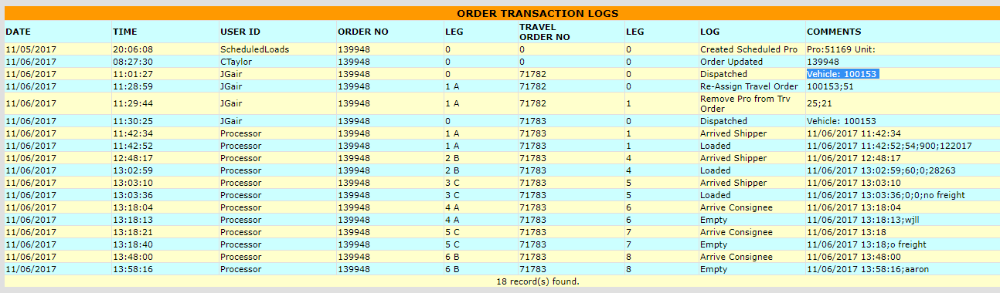 ORDER TRANSACTION LOGS
DATE TIME USER ID ORDER NO LEG TRAVEL ORDER NO LEG LOG COMMENTS
11/05/2017 20:06:08 ScheduledLoads 139948 0 0 0 Created Scheduled Pro Pro:51169 Unit:
11/06/2017 08:27:30 CTaylor 139948 0 0 0 Order Updated 139948
11/06/2017 11:01:27 JGair 139948 0 71782 0 Dispatched Vehicle: 100153
11/06/2017 11:28:59 JGair 139948 1 A 71782 0 Re-Assign Travel Order 100153;51
11/06/2017 11:29:44 JGair 139948 1 A 71782 1 Remove Pro from Trv Order 25;21
11/06/2017 11:30:25 JGair 139948 0 71783 0 Dispatched Vehicle: 100153
11/06/2017 11:42:34 Processor 139948 1 A 71783 1 Arrived Shipper 11/06/2017 11:42:34
11/06/2017 11:42:52 Processor 139948 1 A 71783 1 Loaded 11/06/2017 11:42:52;54;900;122017
11/06/2017 12:48:17 Processor 139948 2 B 71783 4 Arrived Shipper 11/06/2017 12:48:17
11/06/2017 13:02:59 Processor 139948 2 B 71783 4 Loaded 11/06/2017 13:02:59;60;0;28263
11/06/2017 13:03:10 Processor 139948 3 C 71783 5 Arrived Shipper 11/06/2017 13:03:10
11/06/2017 13:03:36 Processor 139948 3 C 71783 5 Loaded 11/06/2017 13:03:36;0;0;no freight
11/06/2017 13:18:04 Processor 139948 4 A 71783 6 Arrive Consignee 11/06/2017 13:18:04
11/06/2017 13:18:13 Processor 139948 4 A 71783 6 Empty 11/06/2017 13:18:13;wjll
11/06/2017 13:18:21 Processor 139948 5 C 71783 7 Arrive Consignee 11/06/2017 13:18
11/06/2017 13:18:40 Processor 139948 5 C 71783 7 Empty 11/06/2017 13:18;o freight
11/06/2017 13:48:00 Processor 139948 6 B 71783 8 Arrive Consignee 11/06/2017 13:48:00
11/06/2017 13:58:16 Processor 139948 6 B 71783 8 Empty 11/06/2017 13:58:16;aaron
18 record(s) found.